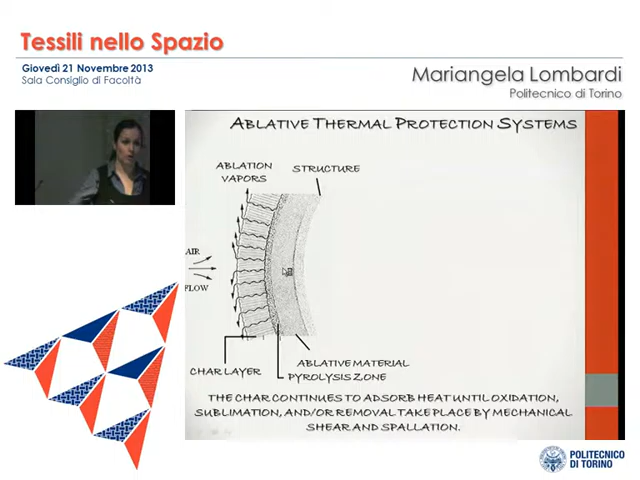 Tessili nello Spazio
Giovedì 21 Novembre 2013
Sala Consiglio di Facoltà
Mariangela Lombardi
Politecnico di Torino
ABLATIVE THERMAL PROTECTION SYSTEMS
ABLATION
VAPORS
STRUCTURE
AIR
FLOW
CHAR LAYER
ABLATIVE MATERIAL
PYROLYSIS ZONE
THE CHAR CONTINUES TO ADSORB HEAT UNTIL OXIDATION,
SUBLIMATION, AND/OR REMOVAL TAKE PLACE BY MECHANICAL
SHEAR AND SPALLATION.
POLITECNICO
DI TORINO